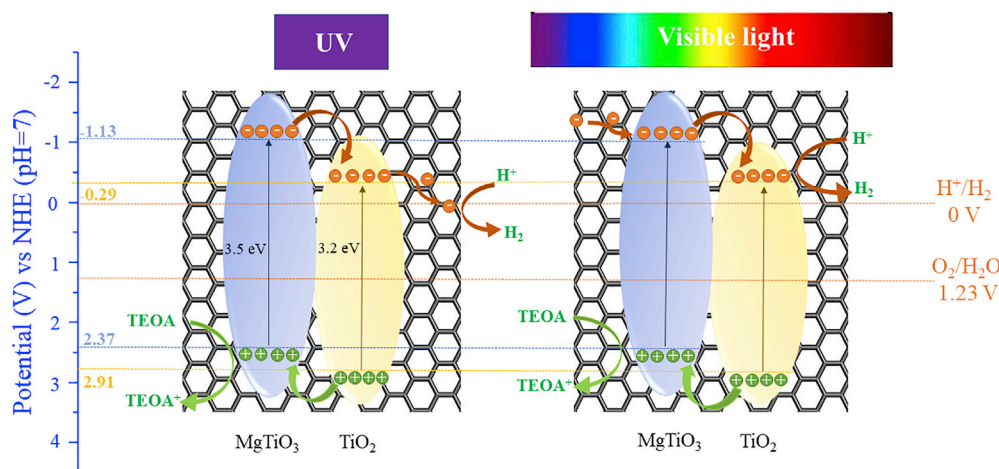 UV
Visible light
Potential (V) vs NHE (pH=7)
-2
-1
0
1
2
3
4
-1.13
-0.29
2.37
2.91
3.5 eV
3.2 eV
H⁺
H₂
TEOA
TEOA⁺
MgTiO₃
TiO₂
H⁺
H₂
TEOA
TEOA⁺
MgTiO₃
TiO₂
H⁺/H₂
0 V
O₂/H₂O
1.23 V